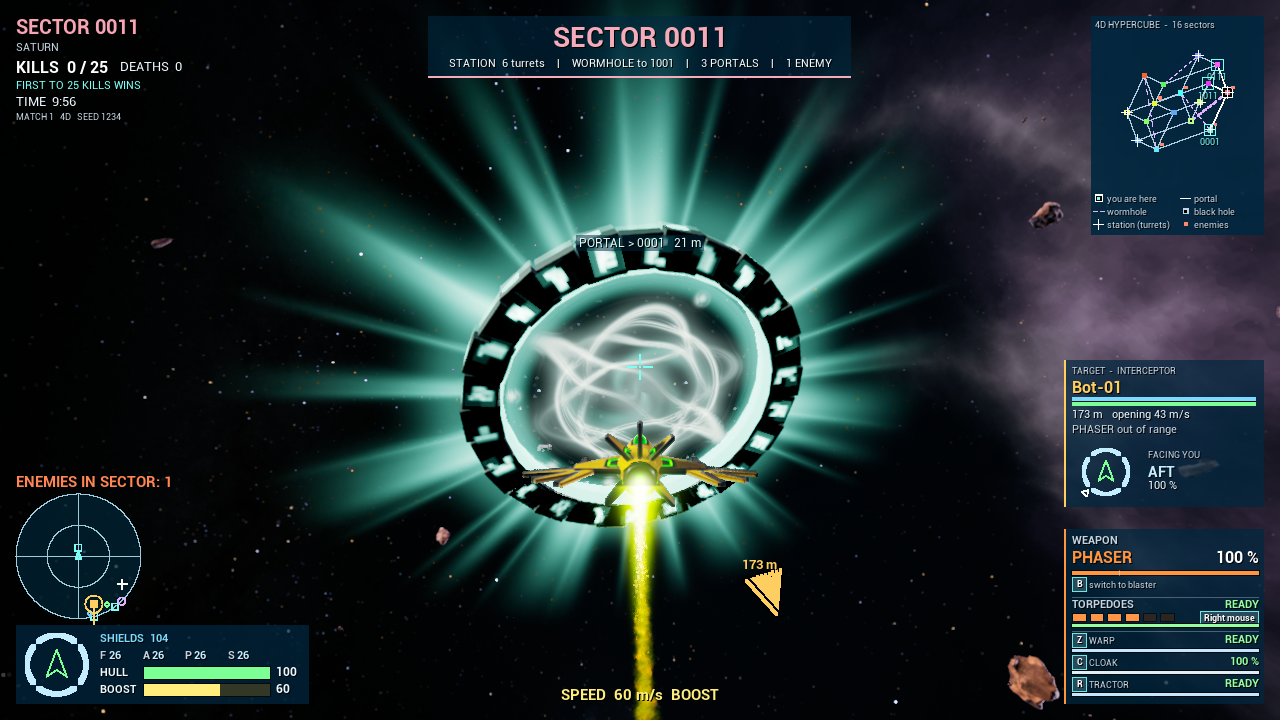 SECTOR 0011
SATURN
KILLS 0 / 25 DEATHS 0
FIRST TO 25 KILLS WINS
TIME 9:56
MATCH 1 4D SEED 1234
SECTOR 0011
STATION 6 turrets | WORMHOLE to 1001 | 3 PORTALS | 1 ENEMY
4D HYPERCUBE - 16 sectors
1011
0001
you are here
portal
wormhole
black hole
station (turrets)
enemies
PORTAL > 0001 21 m
TARGET - INTERCEPTOR
Bot-01
173 m opening 43 m/s
PHASER out of range
FACING YOU
AFT
100 %
ENEMIES IN SECTOR: 1
173 m
WEAPON
PHASER 100 %
B switch to blaster
TORPEDOES READY
Right mouse
Z WARP READY
C CLOAK 100 %
R TRACTOR READY
SHIELDS 104
F 26 A 26 P 26 S 26
HULL 100
BOOST 60
SPEED 60 m/s BOOST